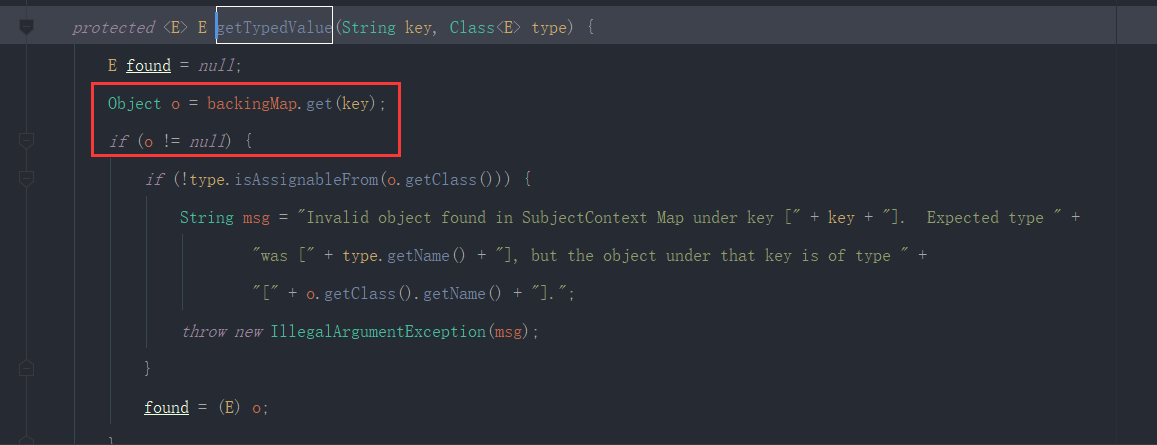 protected <E> E getTypedValue(String key, Class<E> type) {
E found = null;
Object o = backingMap.get(key);
if (o != null) {
if (!type.isAssignableFrom(o.getClass())) {
String msg = "Invalid object found in SubjectContext Map under key [" + key + "].  Expected type " +
"was [" + type.getName() + "], but the object under that key is of type " +
"[" + o.getClass().getName() + "].";
throw new IllegalArgumentException(msg);
}
found = (E) o;
}